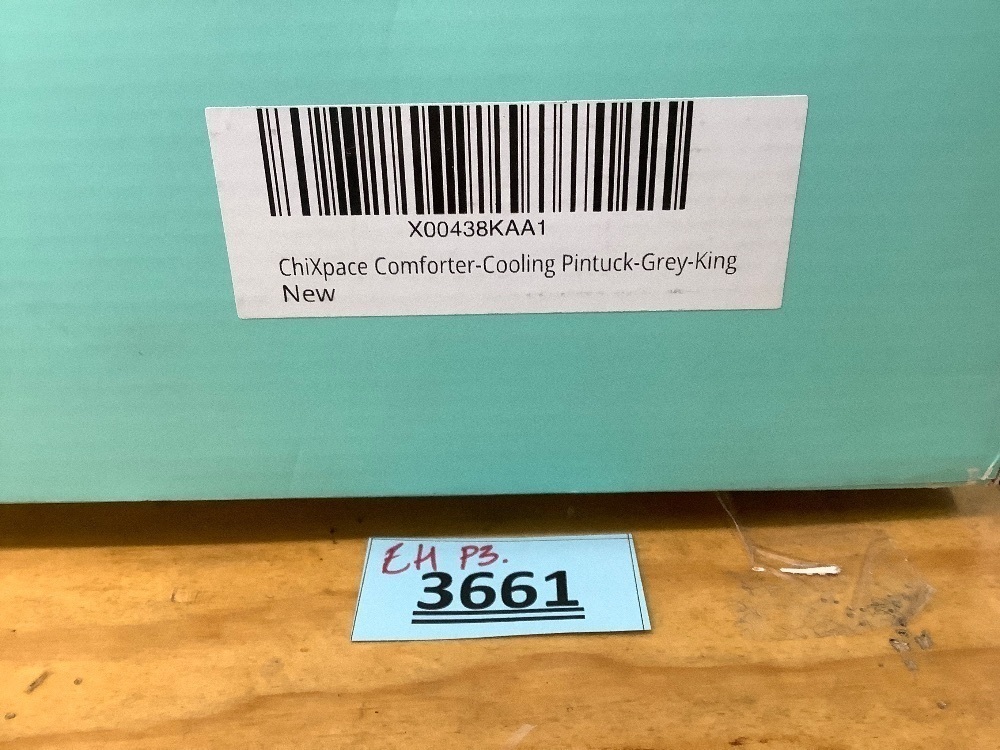 X00438KAA1
ChiXpace Comforter-Cooling Pintuck-Grey-King
New
EH P3.
3661